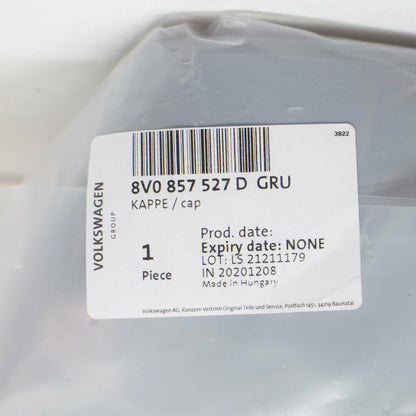 3822
8V0 857 527 D GRU
KAPPE / cap
VOLKSWAGEN
GROUP
1
Piece
Prod. date:
Expiry date: NONE
LOT: LS 21211179
IN 20201208
Made in Hungary
Volkswagen AG, Konzern Vertrieb Original Teile und Service, Postfach 1451, 34219 Baunatal